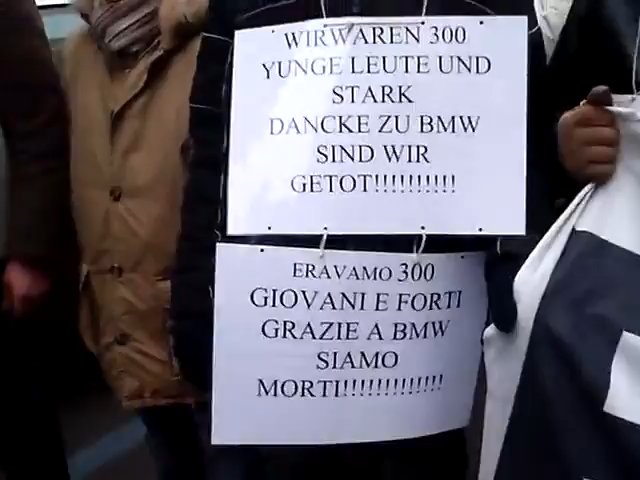 WIRWAREN 300
YUNGE LEUTE UND
STARK
DANCKE ZU BMW
SIND WIR
GETOT!!!!!!!!!!
ERAVAMO 300
GIOVANI E FORTI
GRAZIE A BMW
SIAMO
MORTI!!!!!!!!!!!!!